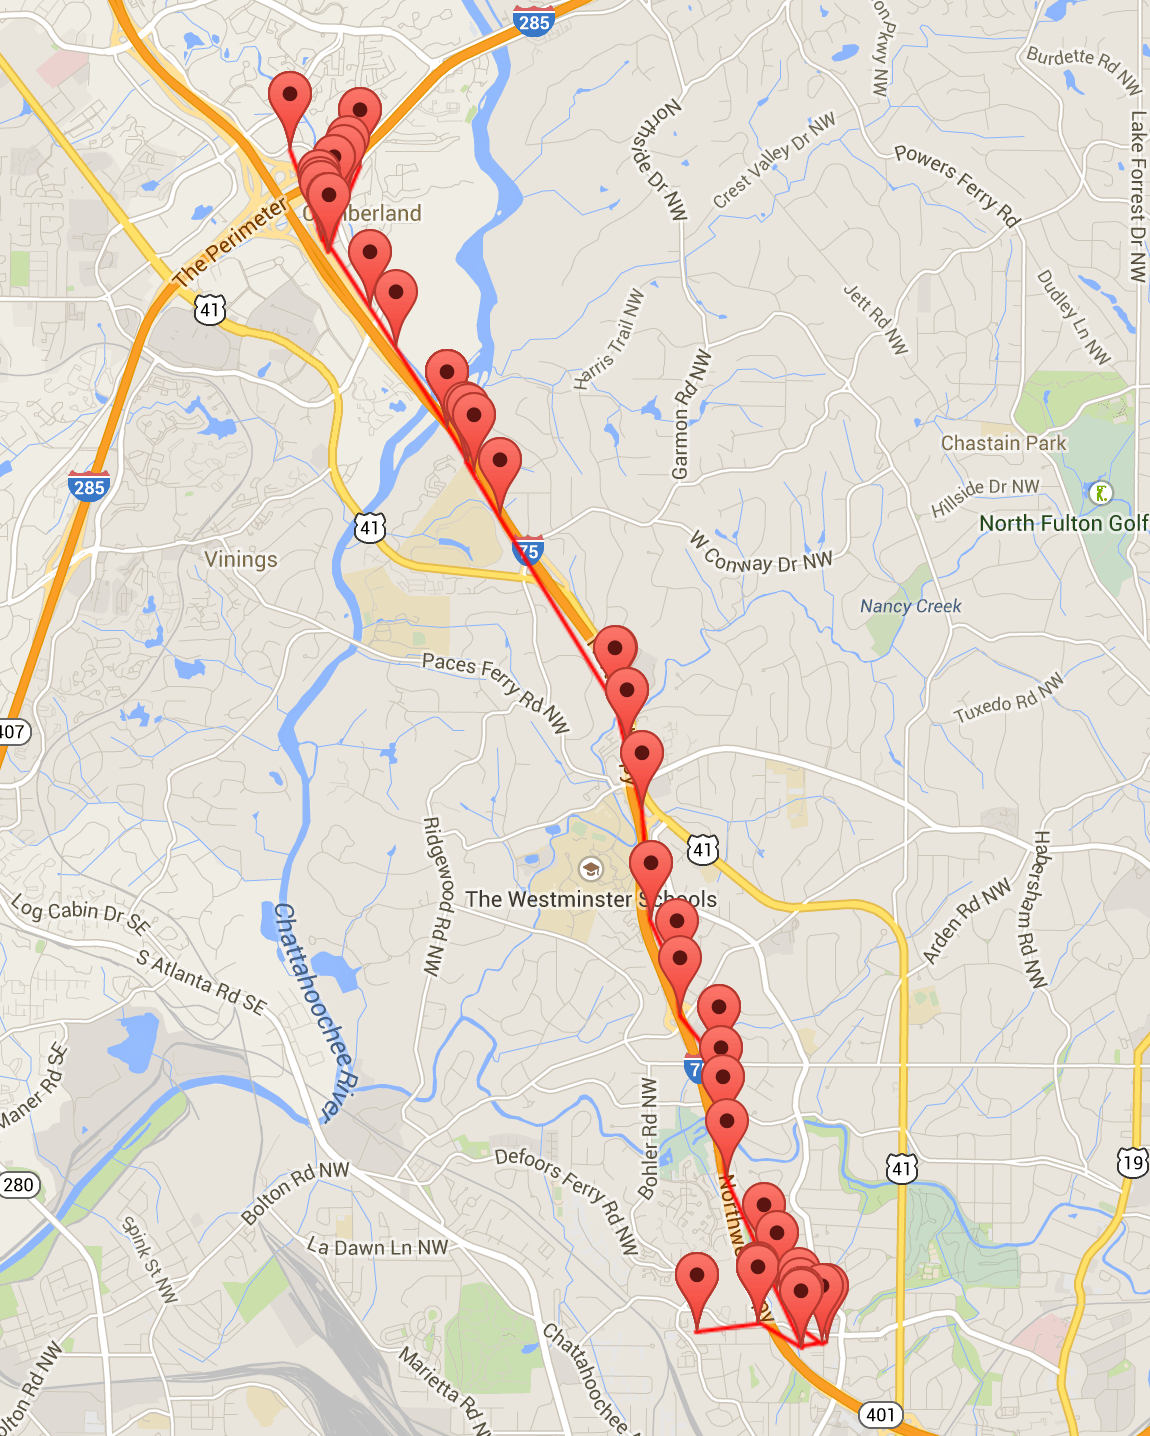 285
Burdette Rd NW
Northside Dr NW
Crest Valley Dr NW
Powers Ferry Rd
Lake Forrest Dr NW
The Perimeter
41
Harris Trail NW
Jett Rd NW
Dudley Ln NW
Garmon Rd NW
Chastain Park
Hillside Dr NW
North Fulton Golf
285
41
75
Vinings
W Conway Dr NW
Nancy Creek
Paces Ferry Rd NW
Tuxedo Rd NW
407
Ridgewood Rd NW
41
The Westminster Schools
Habersham Rd NW
Arden Rd NW
Log Cabin Dr SE
S Atlanta Rd SE
Chattahoochee River
Maner Rd SE
Bohler Rd NW
280
Bolton Rd NW
Defoors Ferry Rd NW
41
19
Spink St NW
La Dawn Ln NW
Marietta Rd N
Chattahoochee
401